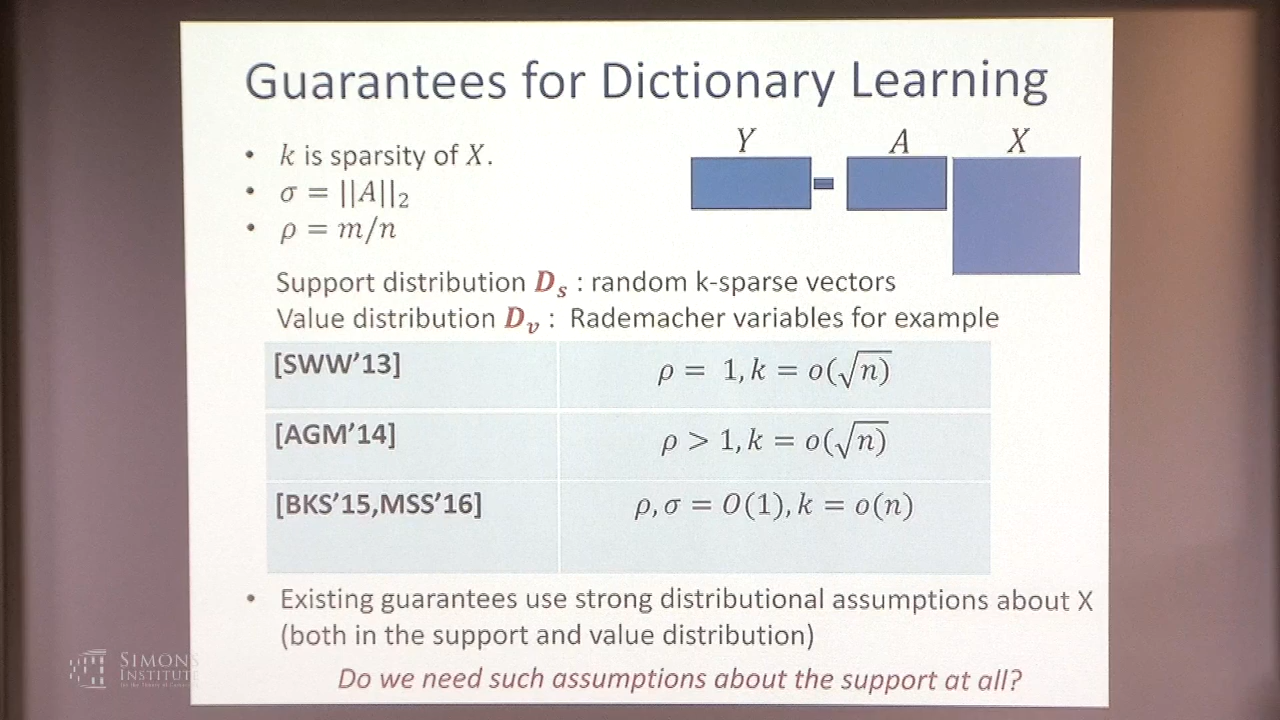 Guarantees for Dictionary Learning
• k is sparsity of X.
• σ = ||A||₂
• ρ = m/n
Y A X
=
Support distribution Dₛ : random k-sparse vectors
Value distribution Dᵥ : Rademacher variables for example
[SWW'13] ρ = 1, k = o(√n)
[AGM'14] ρ > 1, k = o(√n)
[BKS'15,MSS'16] ρ, σ = O(1), k = o(n)
• Existing guarantees use strong distributional assumptions about X
(both in the support and value distribution)
Do we need such assumptions about the support at all?
SIMONS
INSTITUTE